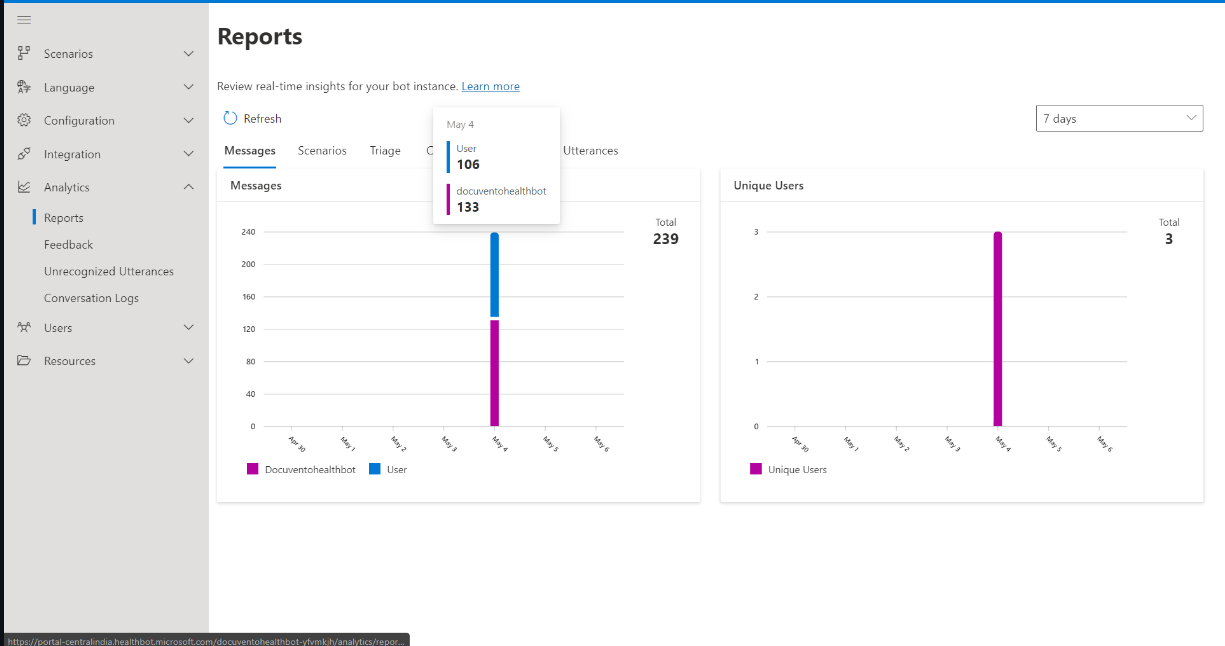 Scenarios
Language
Configuration
Integration
Analytics
Reports
Feedback
Unrecognized Utterances
Conversation Logs
Users
Resources
Reports
Review real-time insights for your bot instance. Learn more
Refresh
7 days
Messages Scenarios Triage C Utterances
May 4
User
106
docuventohealthbot
133
Messages
Total
239
240
200
160
120
80
40
0
Apr 30 May 1 May 2 May 3 May 4 May 5 May 6
Docuventohealthbot User
Unique Users
Total
3
3
2
1
0
Apr 30 May 1 May 2 May 3 May 4 May 5 May 6
Unique Users
https://portal-centralindia.healthbot.microsoft.com/docuventohealthbot-yfvmkjh/analytics/repor...